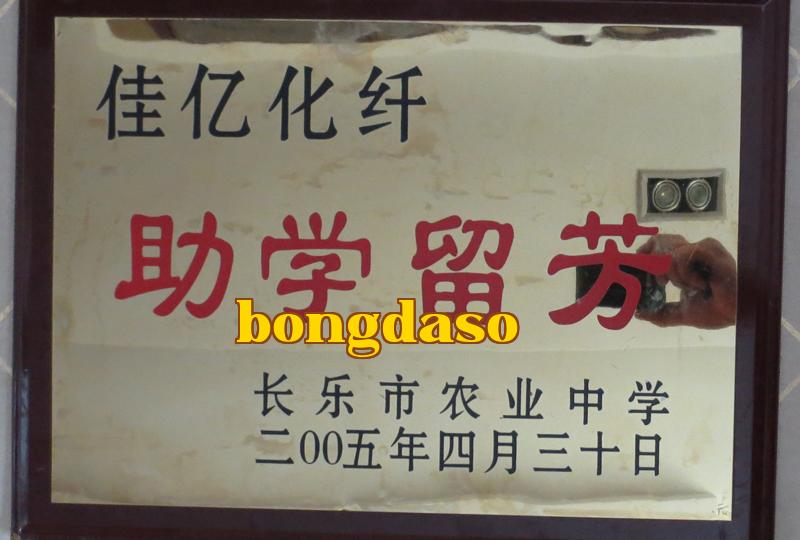 佳亿化纤
助学留芳
bongdaso
长乐市农业中学
二00五年四月三十日